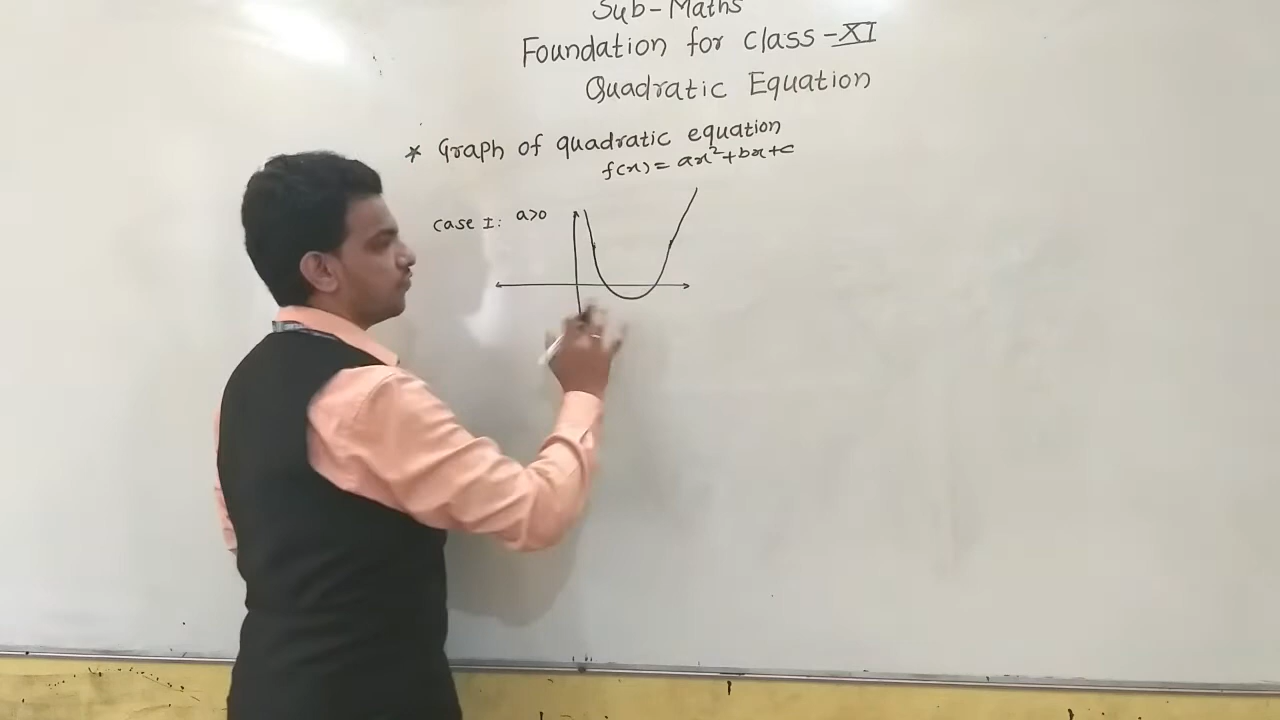 Sub-Maths
Foundation for class-XI
Quadratic Equation
* Graph of quadratic equation
f(x) = ax²+bx+c
case I: a>0